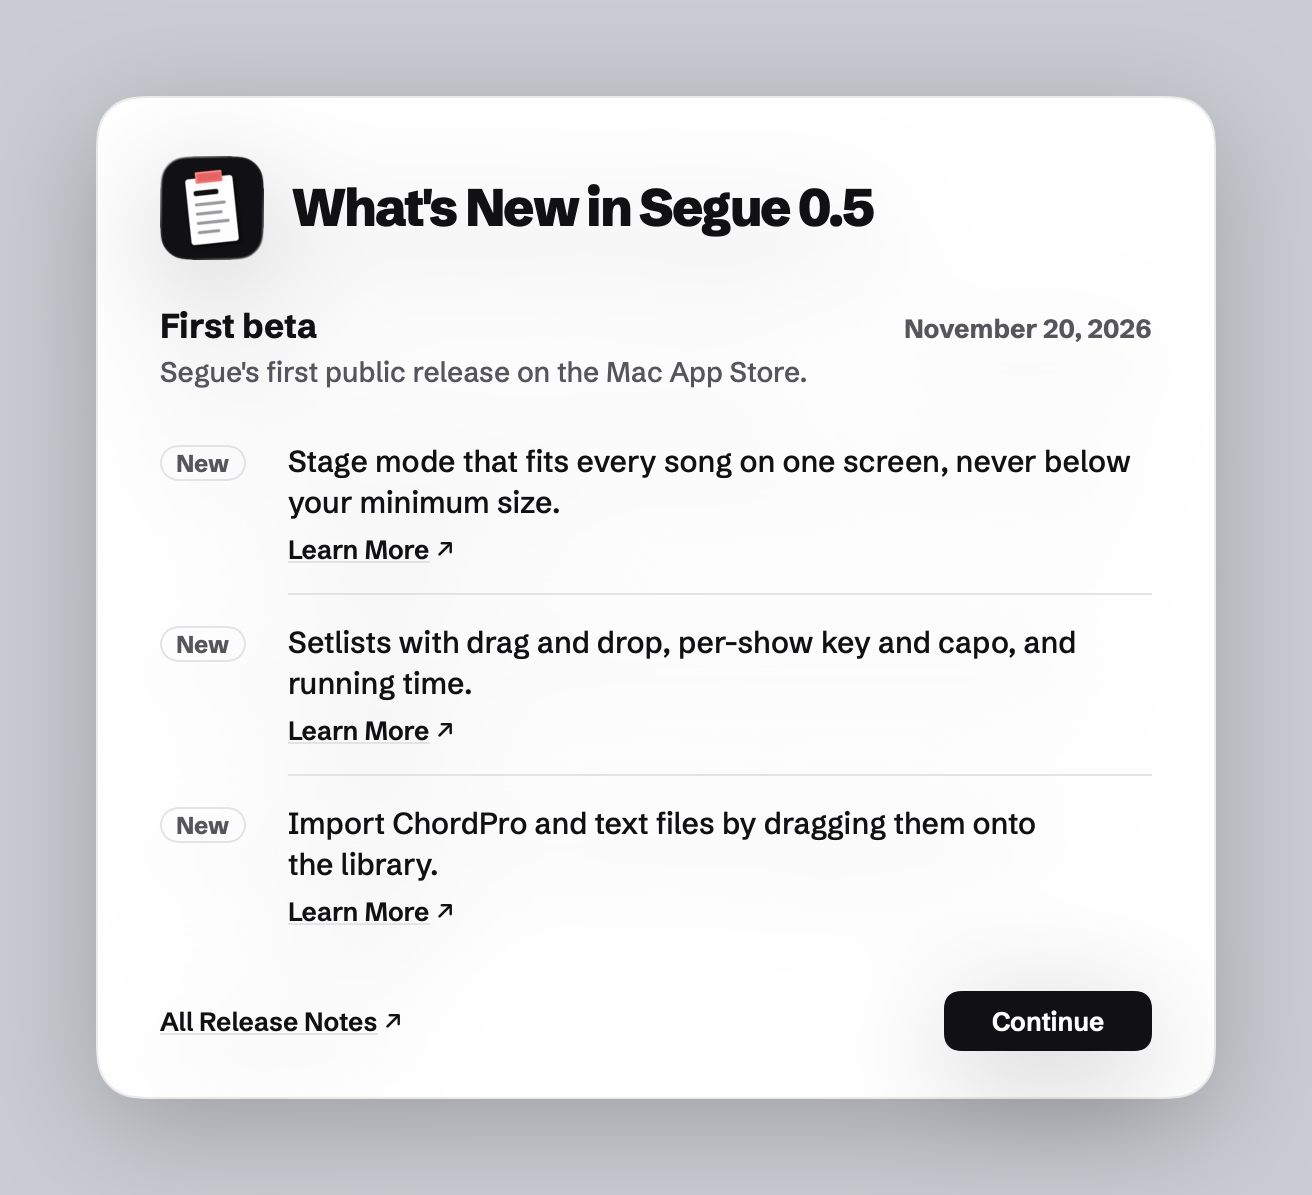 What's New in Segue 0.5
First beta
November 20, 2026
Segue's first public release on the Mac App Store.
New
Stage mode that fits every song on one screen, never below
your minimum size.
Learn More ↗
New
Setlists with drag and drop, per-show key and capo, and
running time.
Learn More ↗
New
Import ChordPro and text files by dragging them onto
the library.
Learn More ↗
All Release Notes ↗
Continue